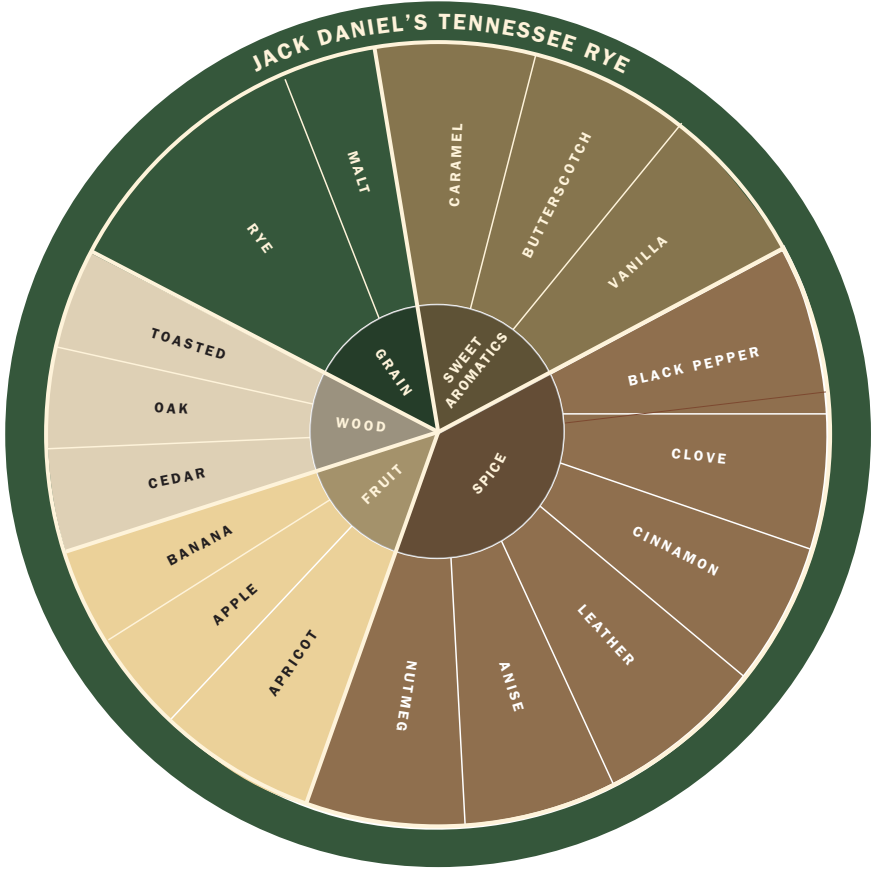 JACK DANIEL'S TENNESSEE RYE
CARAMEL
BUTTERSCOTCH
VANILLA
SWEET
AROMATICS
BLACK PEPPER
CLOVE
CINNAMON
LEATHER
ANISE
NUTMEG
SPICE
APRICOT
APPLE
BANANA
FRUIT
CEDAR
OAK
TOASTED
WOOD
RYE
MALT
GRAIN